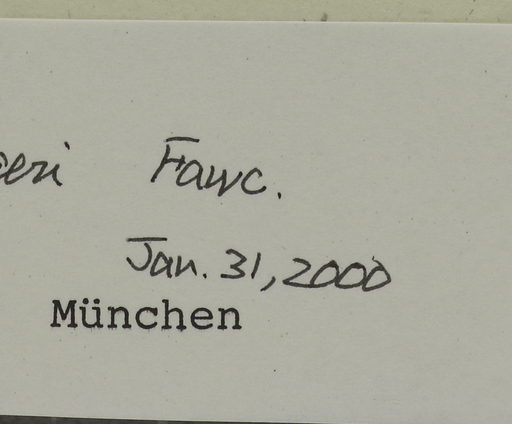 Fawc.
Jan. 31, 2000
München